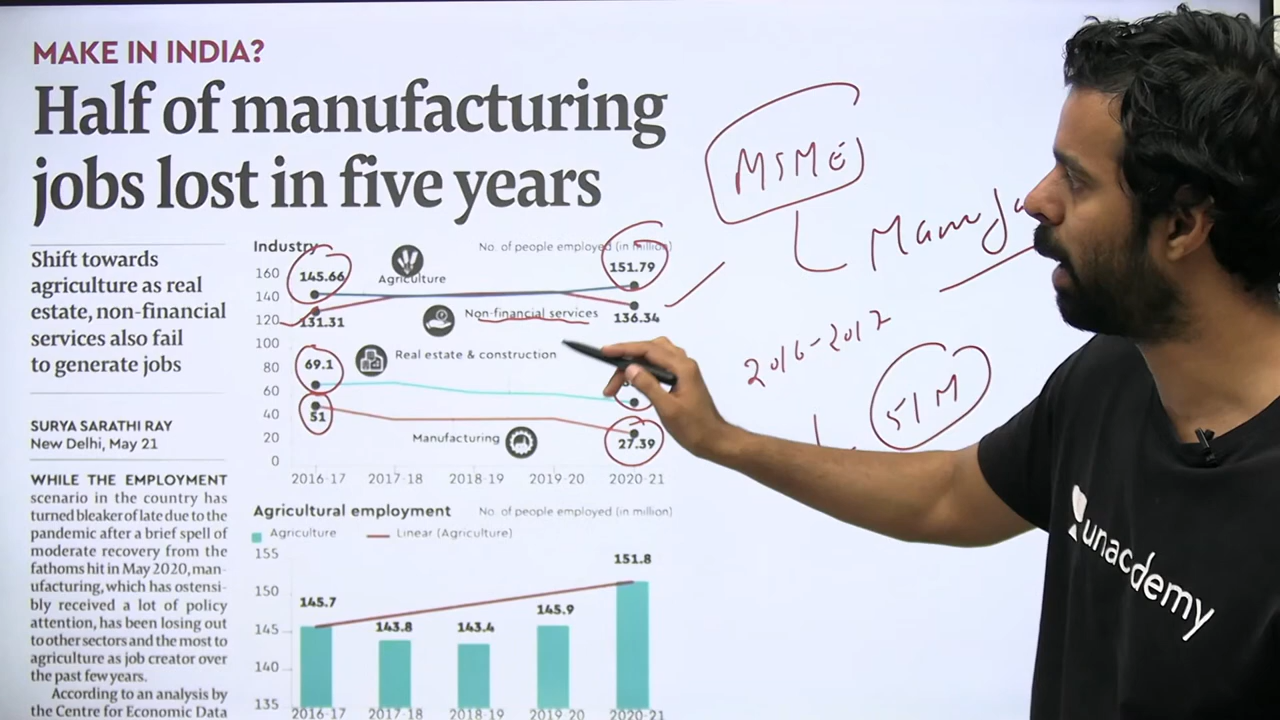 MAKE IN INDIA?
Half of manufacturing
jobs lost in five years
Shift towards
agriculture as real
estate, non-financial
services also fail
to generate jobs
SURYA SARATHI RAY
New Delhi, May 21
WHILE THE EMPLOYMENT
scenario in the country has
turned bleaker of late due to the
pandemic after a brief spell of
moderate recovery from the
fathoms hit in May 2020, man-
ufacturing, which has ostensi-
bly received a lot of policy
attention, has been losing out
to other sectors and the most to
agriculture as job creator over
the past few years.
According to an analysis by
the Centre for Economic Data
Industry
No. of people employed (in million)
160
140
120
100
80
60
40
20
0
145.66
Agriculture
151.79
131.31
Non-financial services
136.34
69.1
Real estate & construction
51
Manufacturing
27.39
2016-17
2017-18
2018-19
2019-20
2020-21
Agricultural employment
No. of people employed (in million)
Agriculture
Linear (Agriculture)
155
150
145
140
135
145.7
143.8
143.4
145.9
151.8
2016-17
2017-18
2018-19
2019-20
2020-21
MSME
2016-2017
51M
unacademy